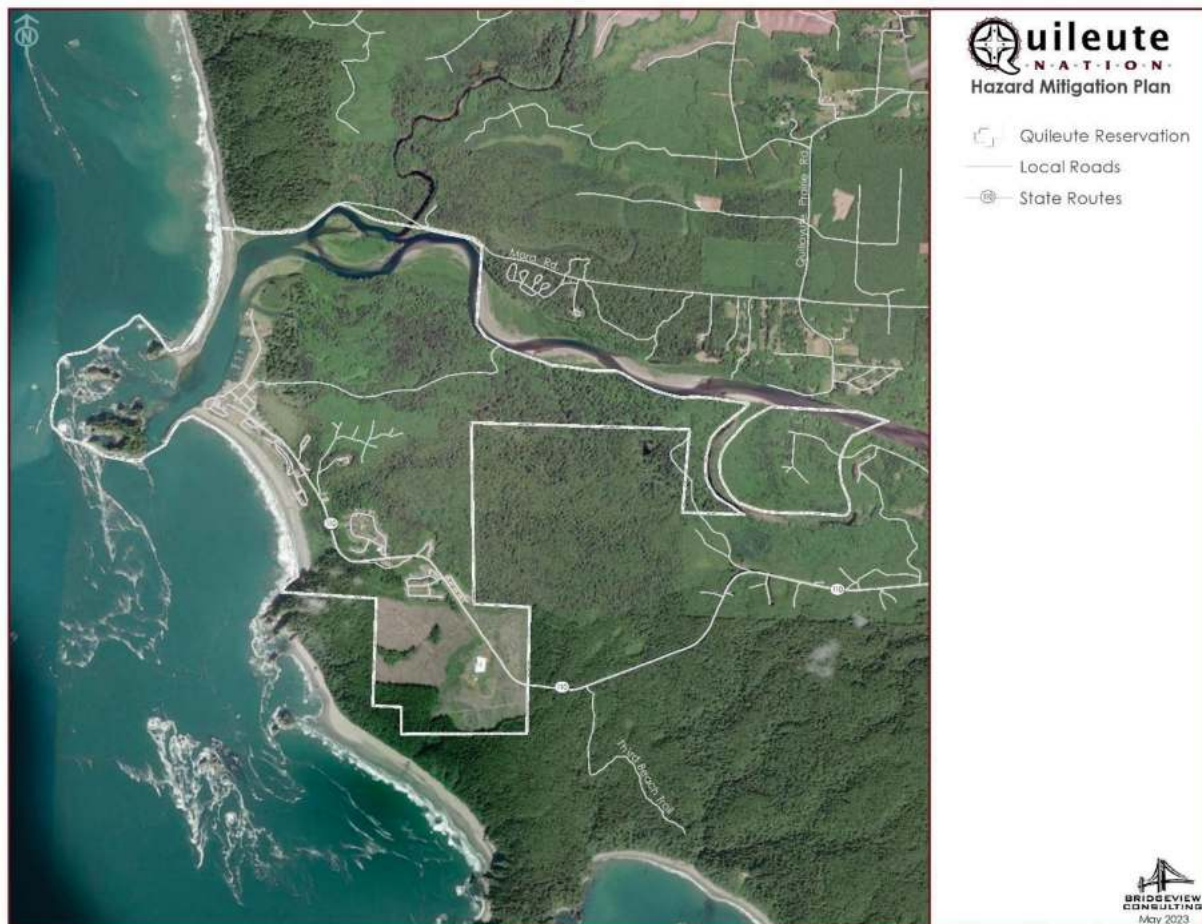 N
Quileute
NATION
Hazard Mitigation Plan
Quileute Reservation
Local Roads
110 State Routes
Quillayute Prairie Rd
Mora Rd
110
110
110
Third Beach Trail
BRIDGEVIEW
CONSULTING
May 2023